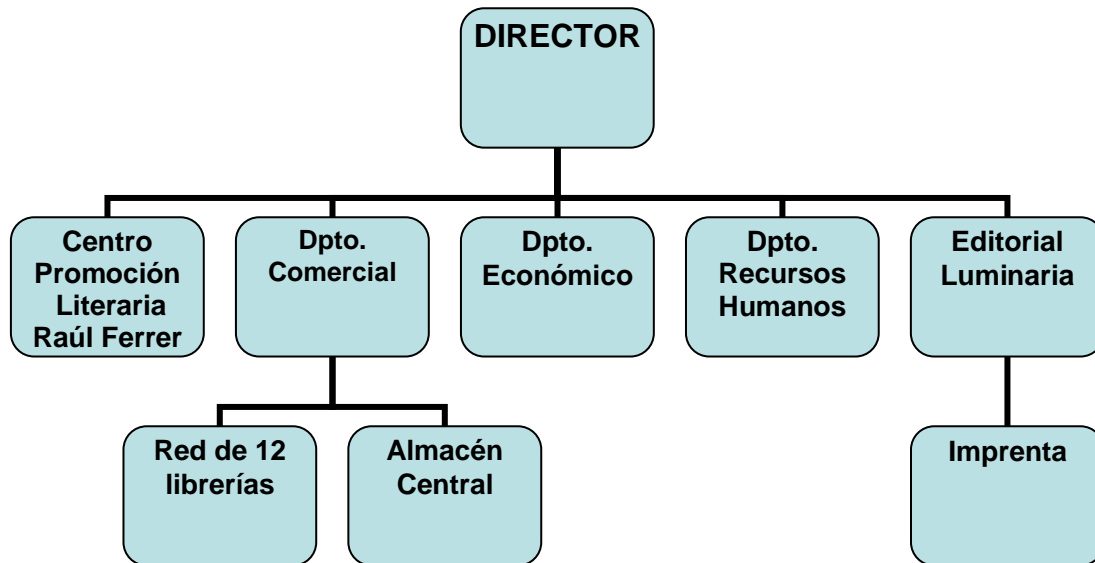 DIRECTOR
Centro
Promoción
Literaria
Raúl Ferrer
Dpto.
Comercial
Dpto.
Económico
Dpto.
Recursos
Humanos
Editorial
Luminaria
Red de 12
librerías
Almacén
Central
Imprenta